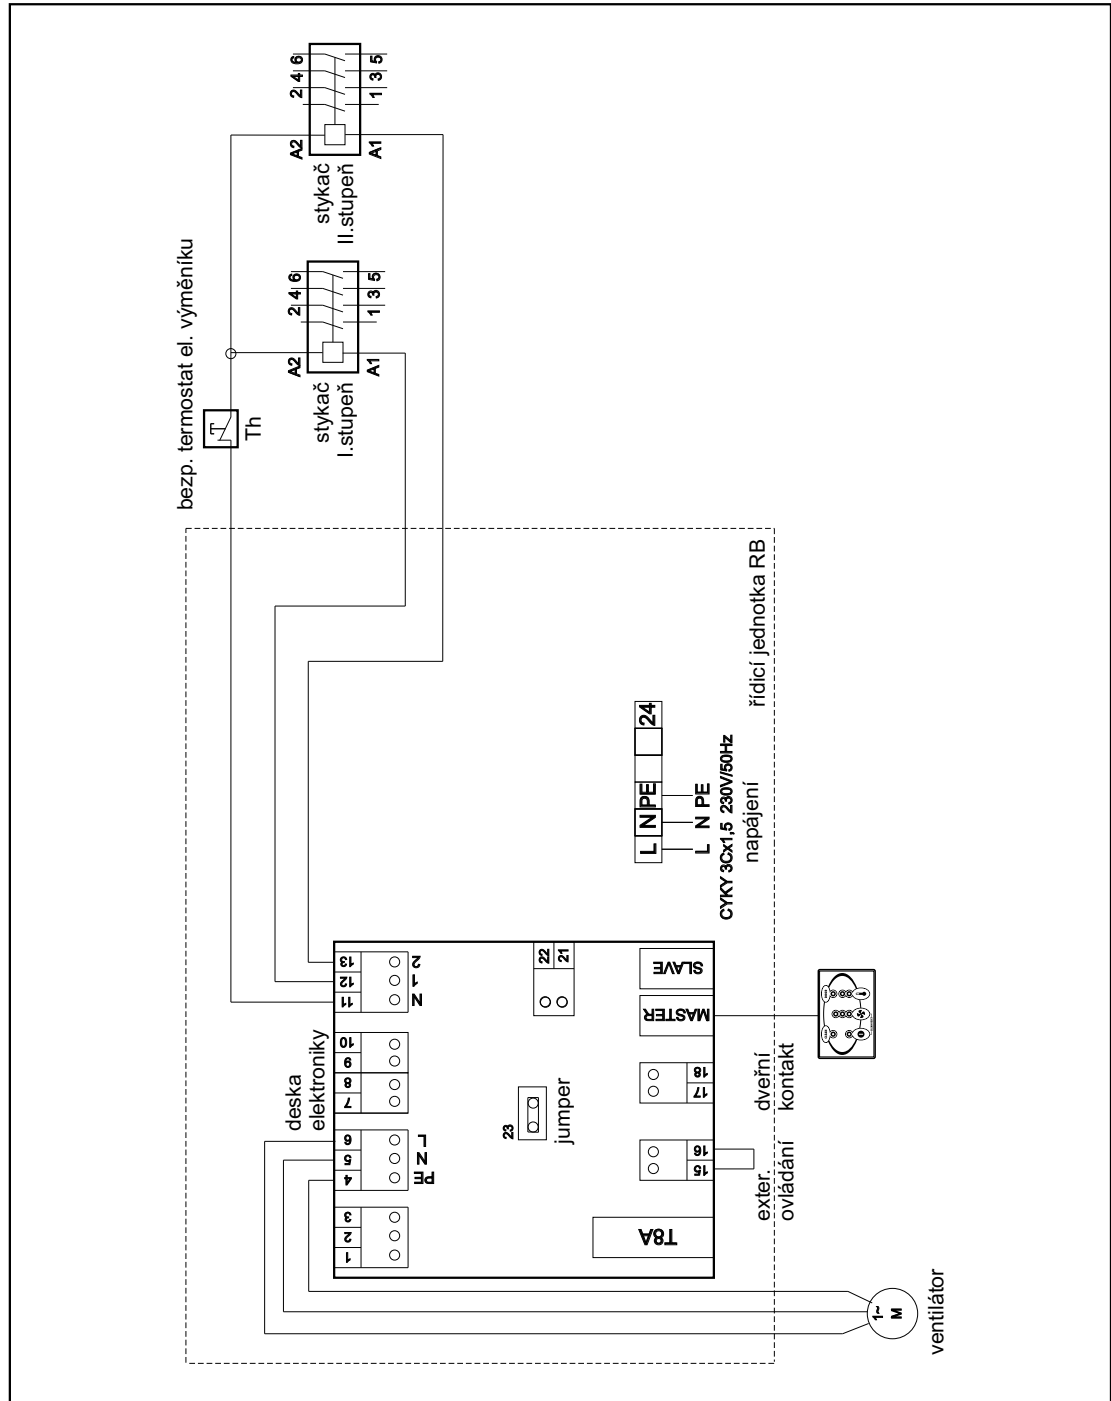 bezp. termostat el. výměníku
Th
A2 2 4 6
A1 1 3 5
stykač
I.stupeň
A2 2 4 6
A1 1 3 5
stykač
II.stupeň
deska
elektroniky
1 2 3
4 5 6
PE N L
7 8 9 10
11 12 13
N 1 2
22
21
23
jumper
T8A
15 16
17 18
MASTER
SLAVE
exter.
ovládání
dveřní
kontakt
L N PE 24
L N PE
CYKY 3Cx1,5 230V/50Hz
napájení
řídicí jednotka RB
1~
M
ventilátor